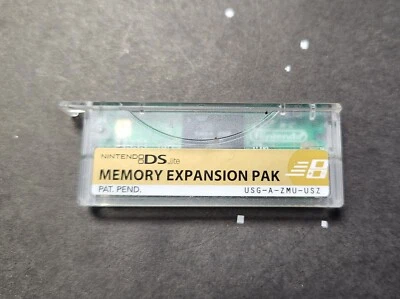 NINTENDO DS Lite
MEMORY EXPANSION PAK
PAT. PEND.
USG-A-ZMU-USZ